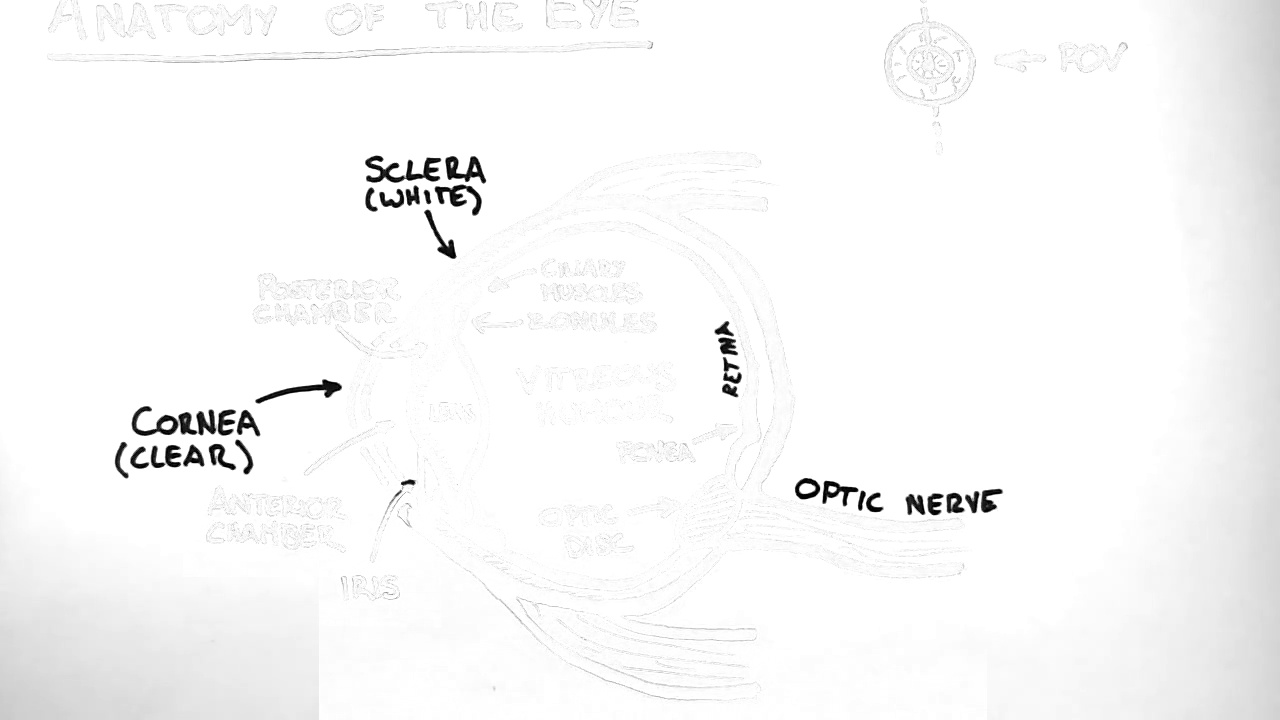 ANATOMY OF THE EYE
POV
SCLERA
(WHITE)
POSTERIOR
CHAMBER
CILIARY
MUSCLES
ZONULES
RETINA
VITREOUS
HUMOUR
LENS
CORNEA
(CLEAR)
FOVEA
ANTERIOR
CHAMBER
OPTIC NERVE
OPTIC
DISC
IRIS